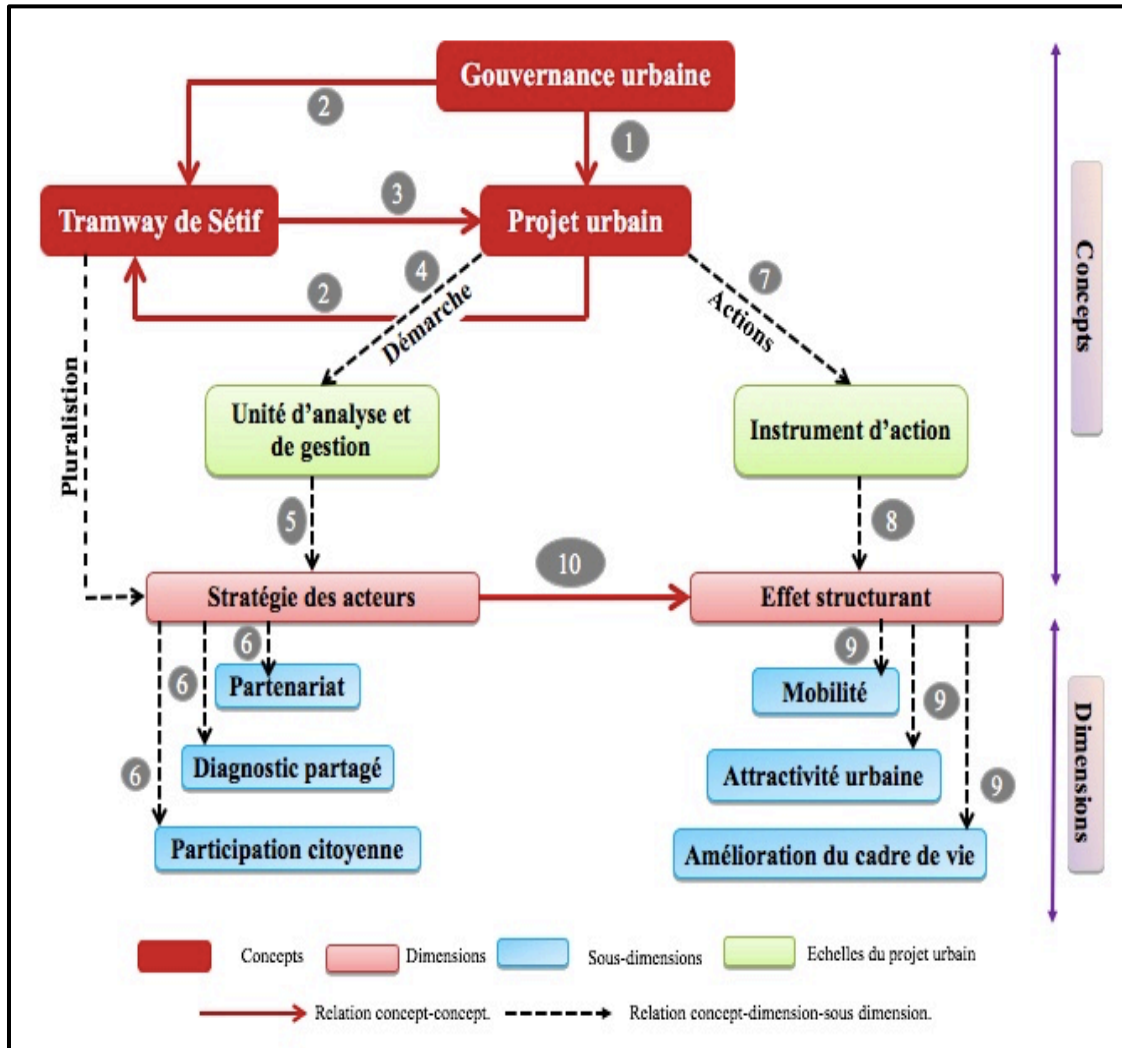 Gouvernance urbaine
2
1
Tramway de Sétif
3
Projet urbain
4
7
2
Démarche
Actions
Concepts
Pluralistion
Unité d'analyse et
de gestion
Instrument d'action
5
8
10
Stratégie des acteurs
Effet structurant
6
9
Partenariat
Mobilité
6
9
Diagnostic partagé
Attractivité urbaine
6
9
Participation citoyenne
Amélioration du cadre de vie
Dimensions
Concepts
Dimensions
Sous-dimensions
Echelles du projet urbain
Relation concept-concept.
Relation concept-dimension-sous dimension.